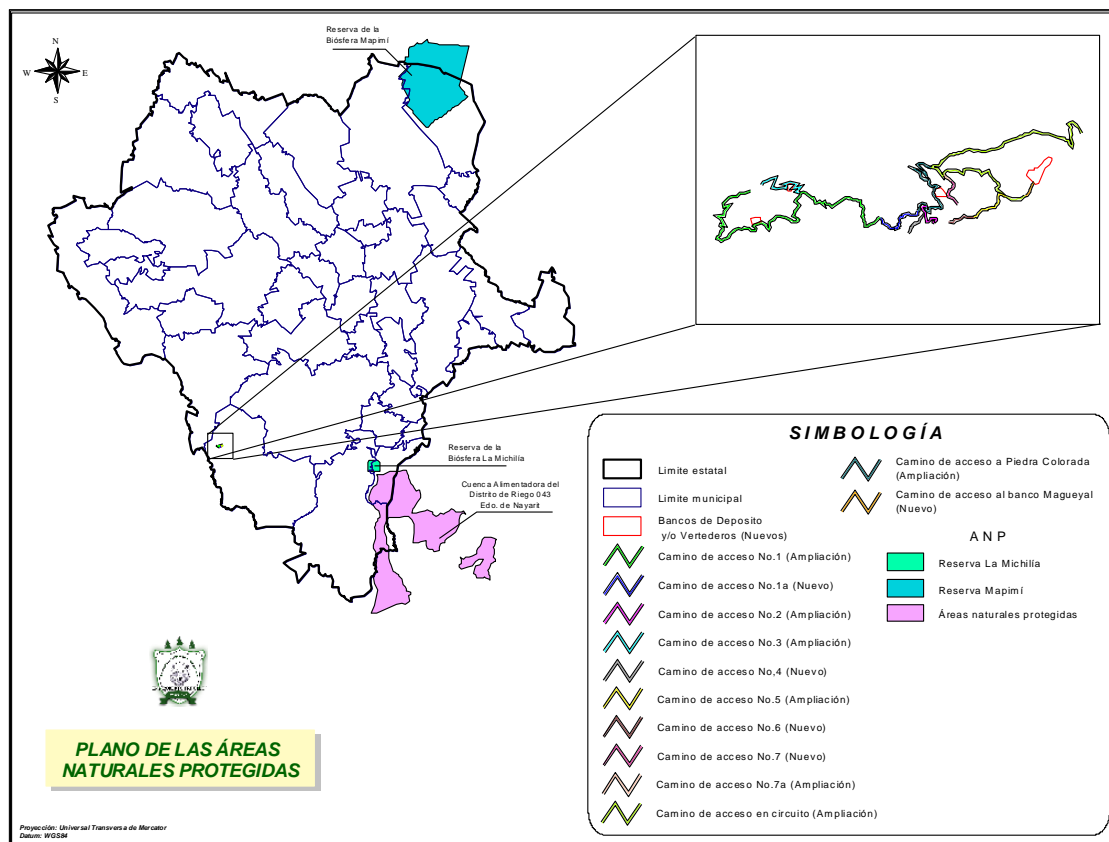 Reserva de la
Biósfera Mapimí
N
W
E
S
Reserva de la
Biósfera La Michilía
Cuenca Alimentadora del
Distrito de Riego 043
Edo. de Nayarit
SIMBOLOGÍA
Limite estatal
Limite municipal
Bancos de Deposito
y/o Vertederos (Nuevos)
Camino de acceso No.1 (Ampliación)
Camino de acceso No.1a (Nuevo)
Camino de acceso No.2 (Ampliación)
Camino de acceso No.3 (Ampliación)
Camino de acceso No,4 (Nuevo)
Camino de acceso No.5 (Ampliación)
Camino de acceso No.6 (Nuevo)
Camino de acceso No.7 (Nuevo)
Camino de acceso No.7a (Ampliación)
Camino de acceso en circuito (Ampliación)
Camino de acceso a Piedra Colorada
(Ampliación)
Camino de acceso al banco Magueyal
(Nuevo)
A N P
Reserva La Michilía
Reserva Mapimí
Áreas naturales protegidas
PLANO DE LAS ÁREAS
NATURALES PROTEGIDAS
Proyección: Universal Transversa de Mercator
Datum: WGS84